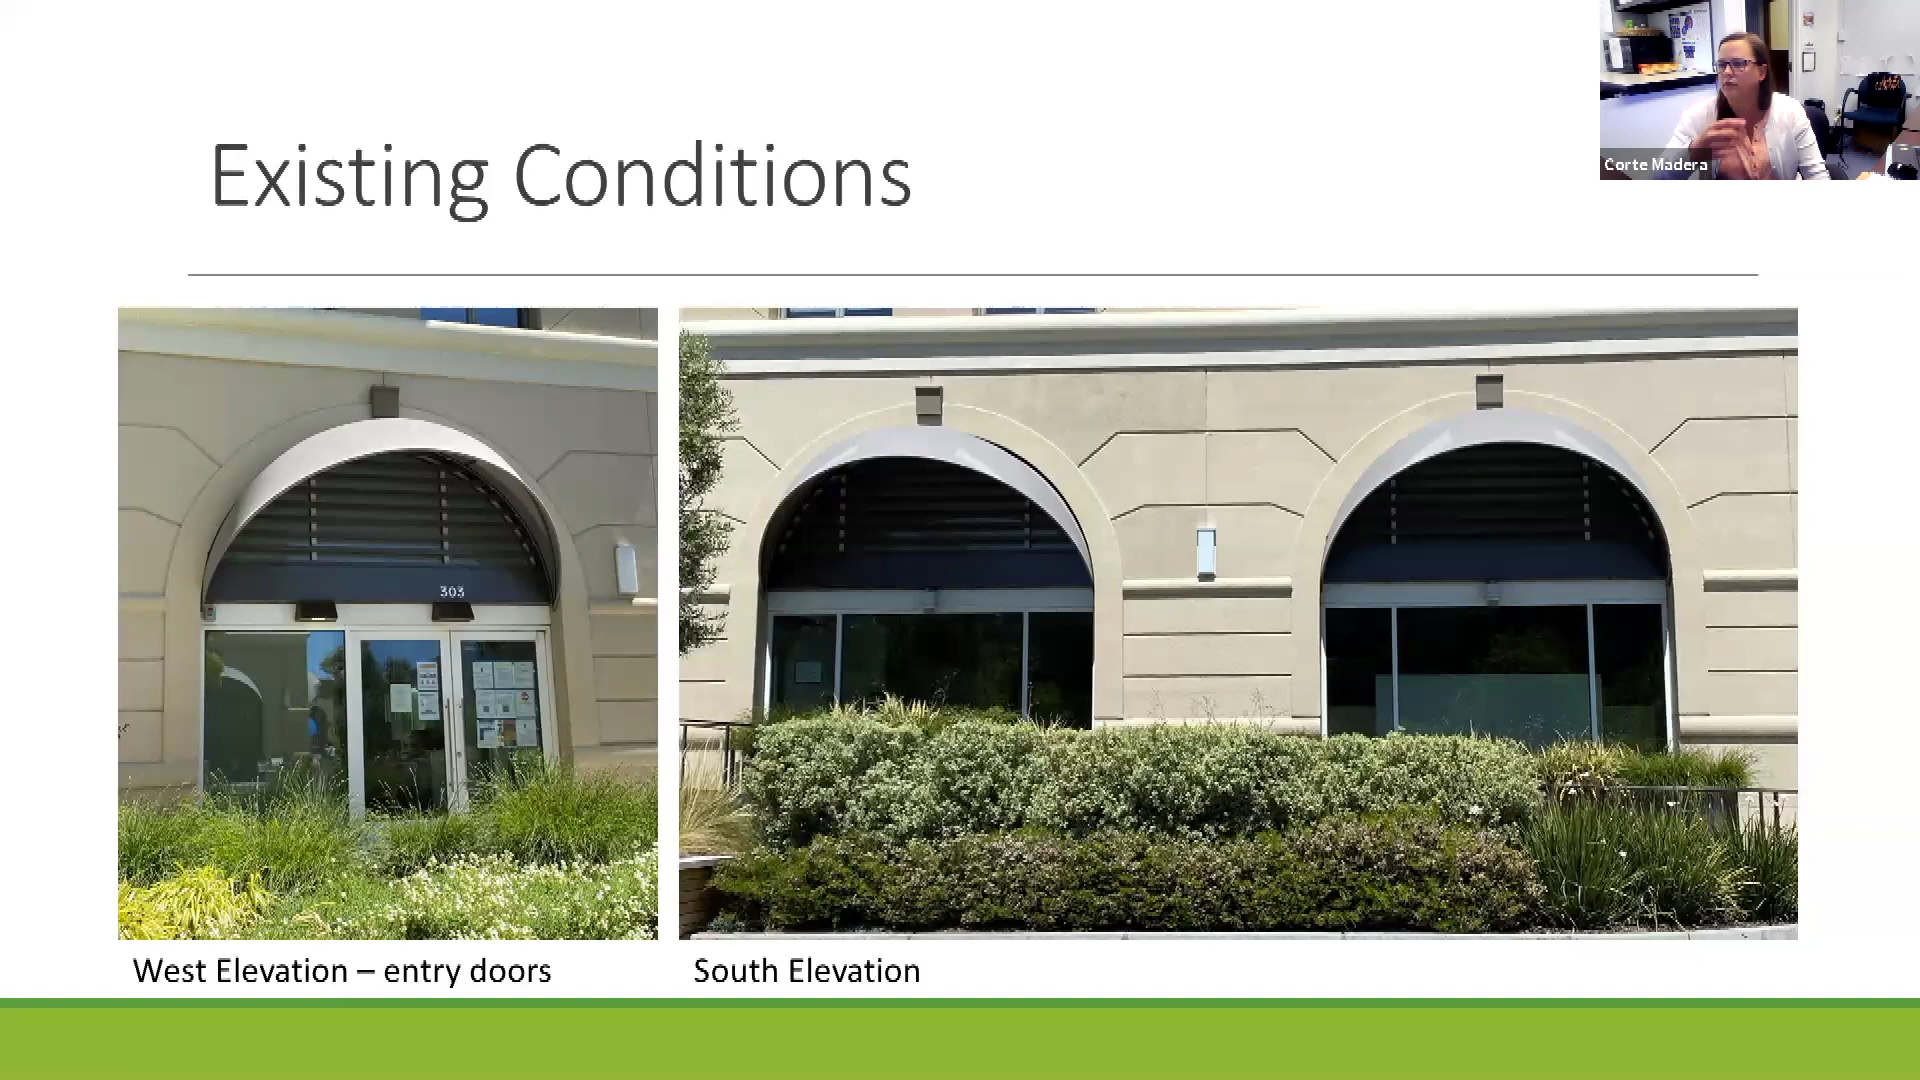 Corte Madera
Existing Conditions
303
West Elevation – entry doors
South Elevation